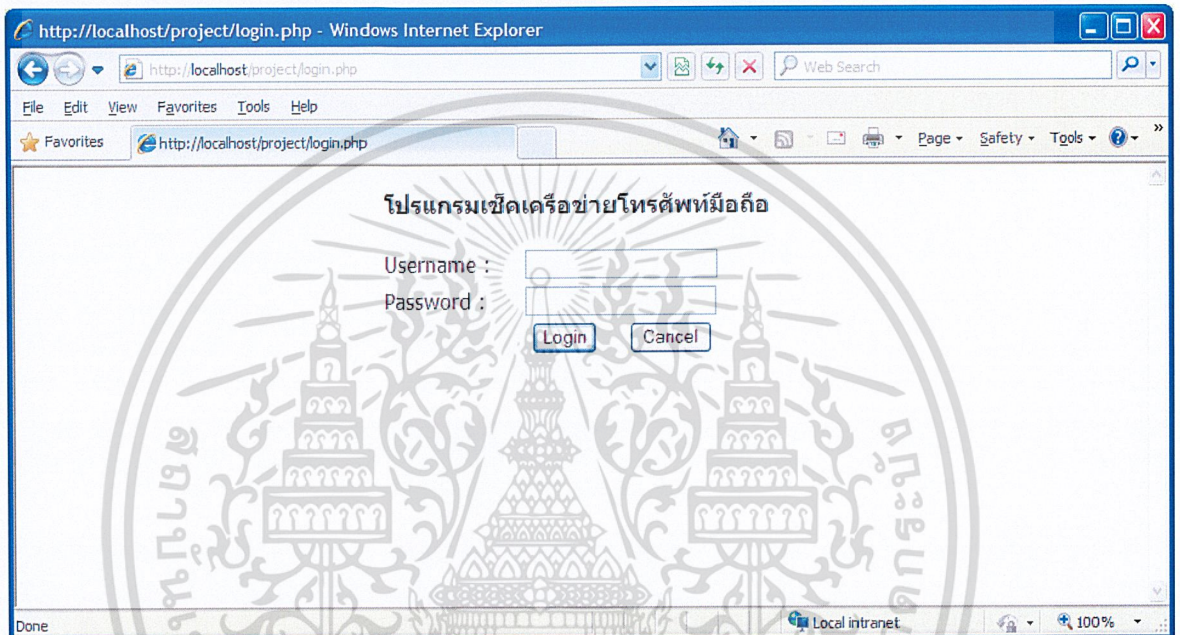 http://localhost/project/login.php - Windows Internet Explorer
http://localhost/project/login.php Web Search
File Edit View Favorites Tools Help
Favorites http://localhost/project/login.php Page Safety Tools »
โปรแกรมเช็คเครือข่ายโทรศัพท์มือถือ
Username :
Password :
Login Cancel
Done Local intranet 100%